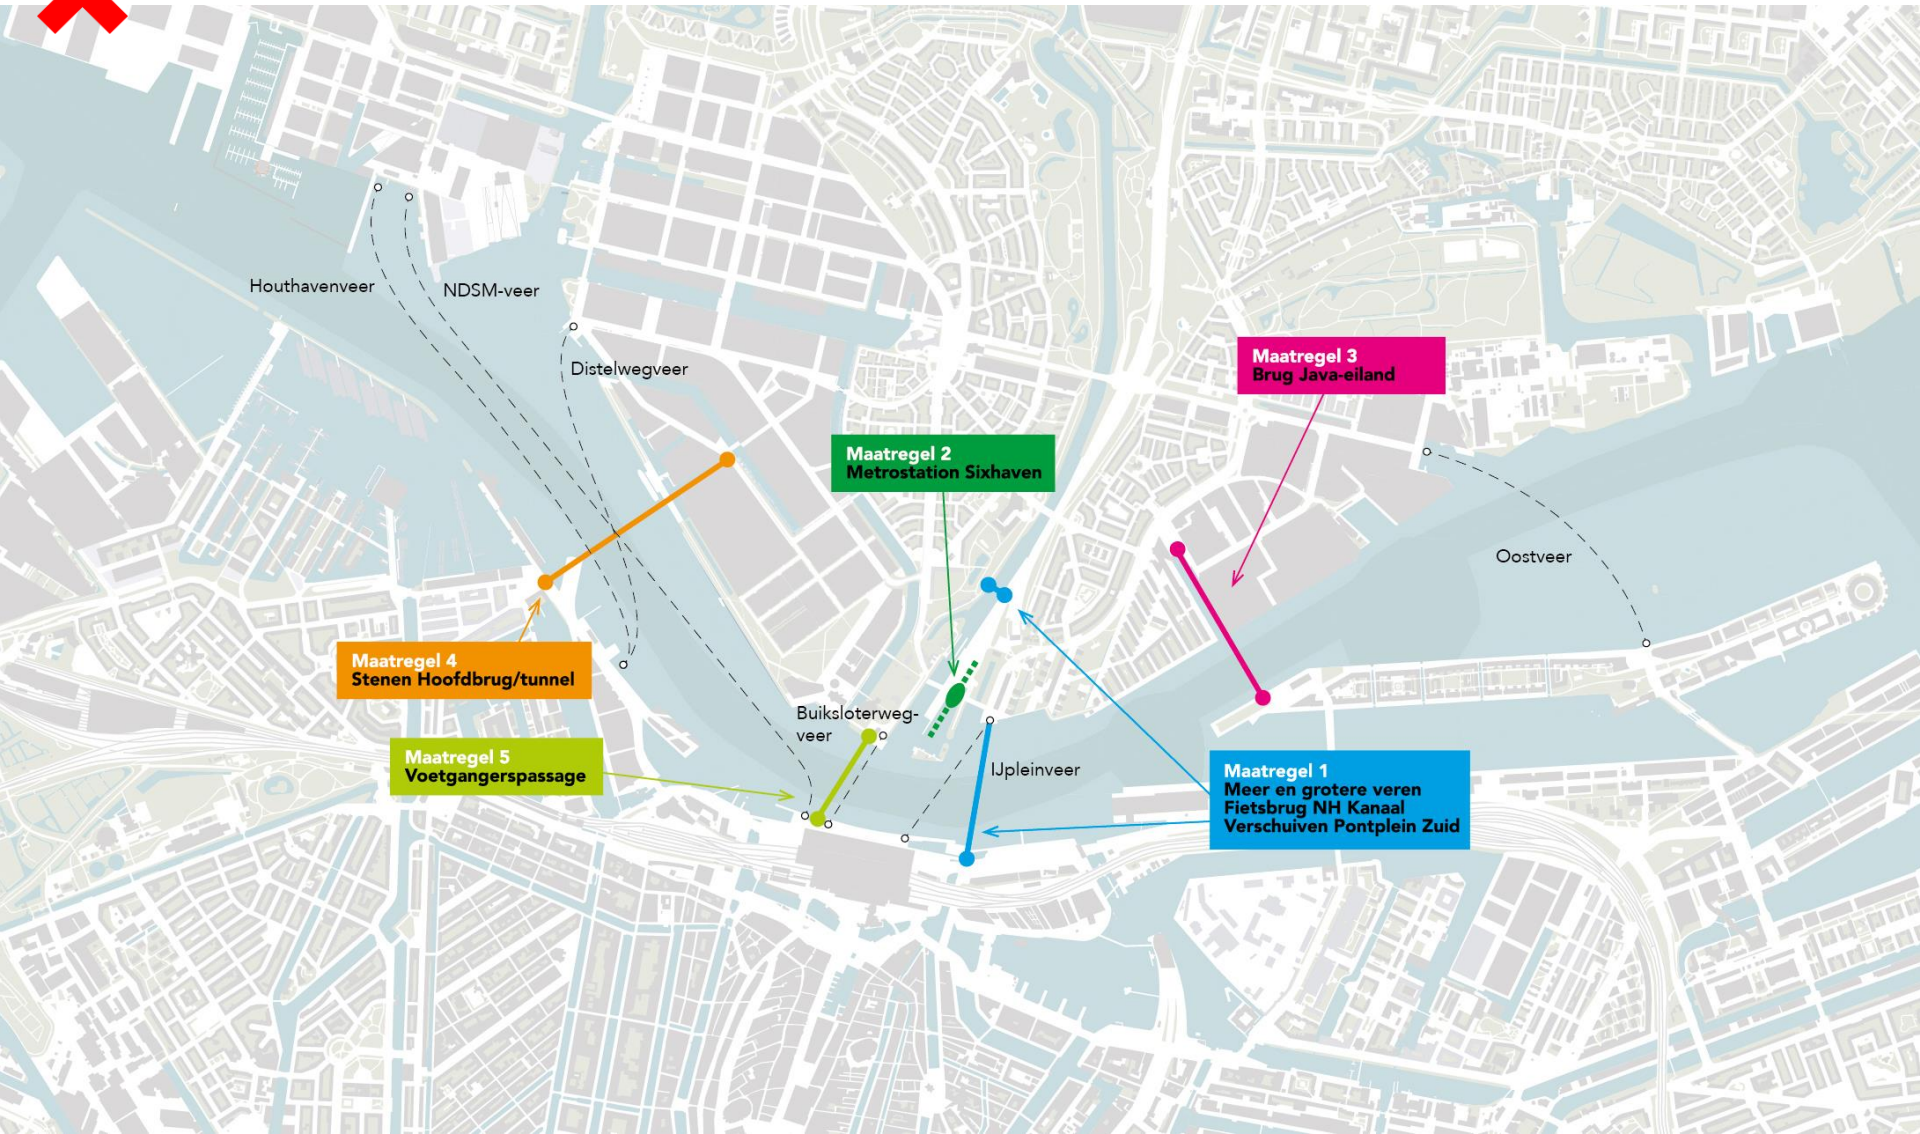 Houthavenveer
NDSM-veer
Distelwegveer
Maatregel 3
Brug Java-eiland
Maatregel 2
Metrostation Sixhaven
Oostveer
Maatregel 4
Stenen Hoofdbrug/tunnel
Buiksloterweg-
veer
Maatregel 5
Voetgangerspassage
IJpleinveer
Maatregel 1
Meer en grotere veren
Fietsbrug NH Kanaal
Verschuiven Pontplein Zuid